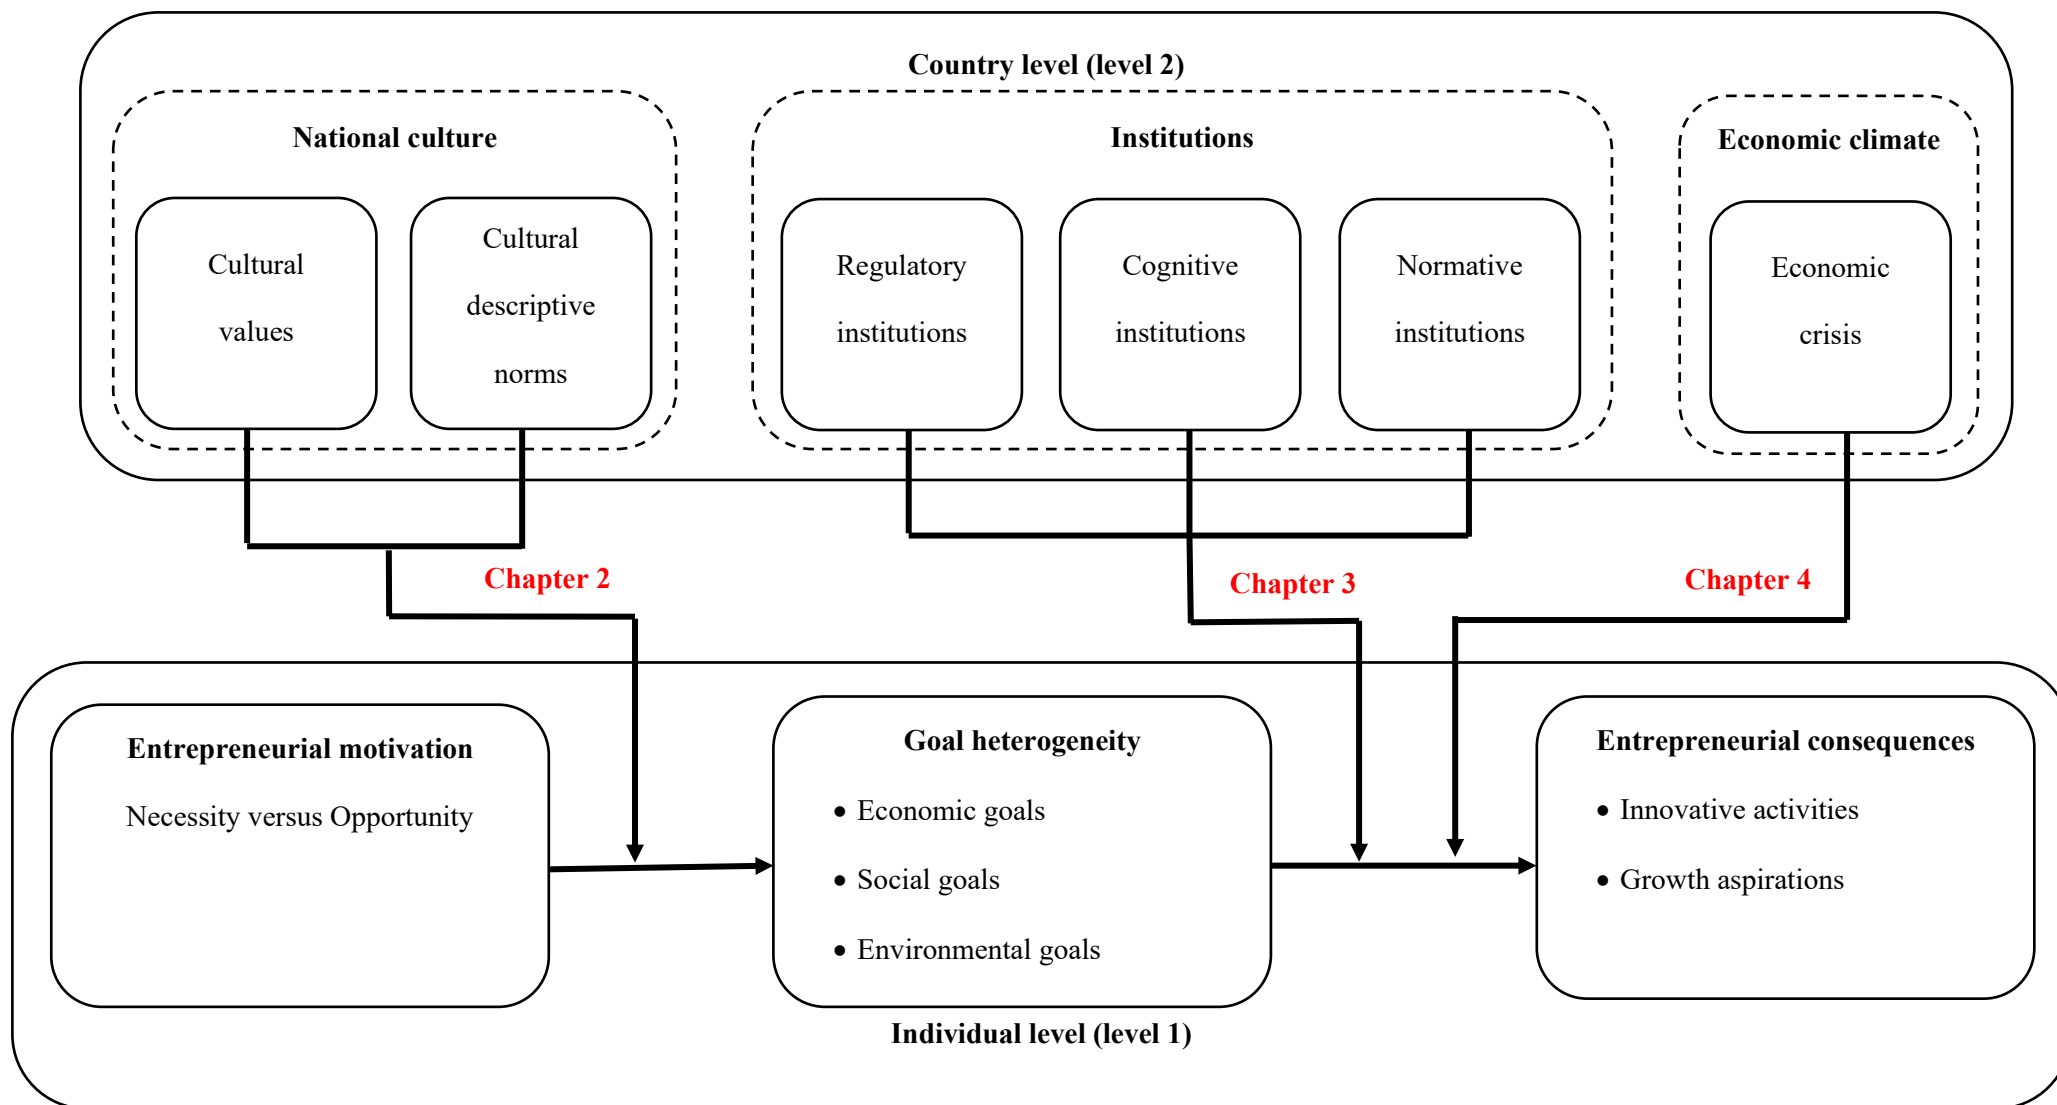 Country level (level 2)
National culture
Cultural
values
Cultural
descriptive
norms
Institutions
Regulatory
institutions
Cognitive
institutions
Normative
institutions
Economic climate
Economic
crisis
Chapter 2
Chapter 3
Chapter 4
Entrepreneurial motivation
Necessity versus Opportunity
Goal heterogeneity
• Economic goals
• Social goals
• Environmental goals
Entrepreneurial consequences
• Innovative activities
• Growth aspirations
Individual level (level 1)